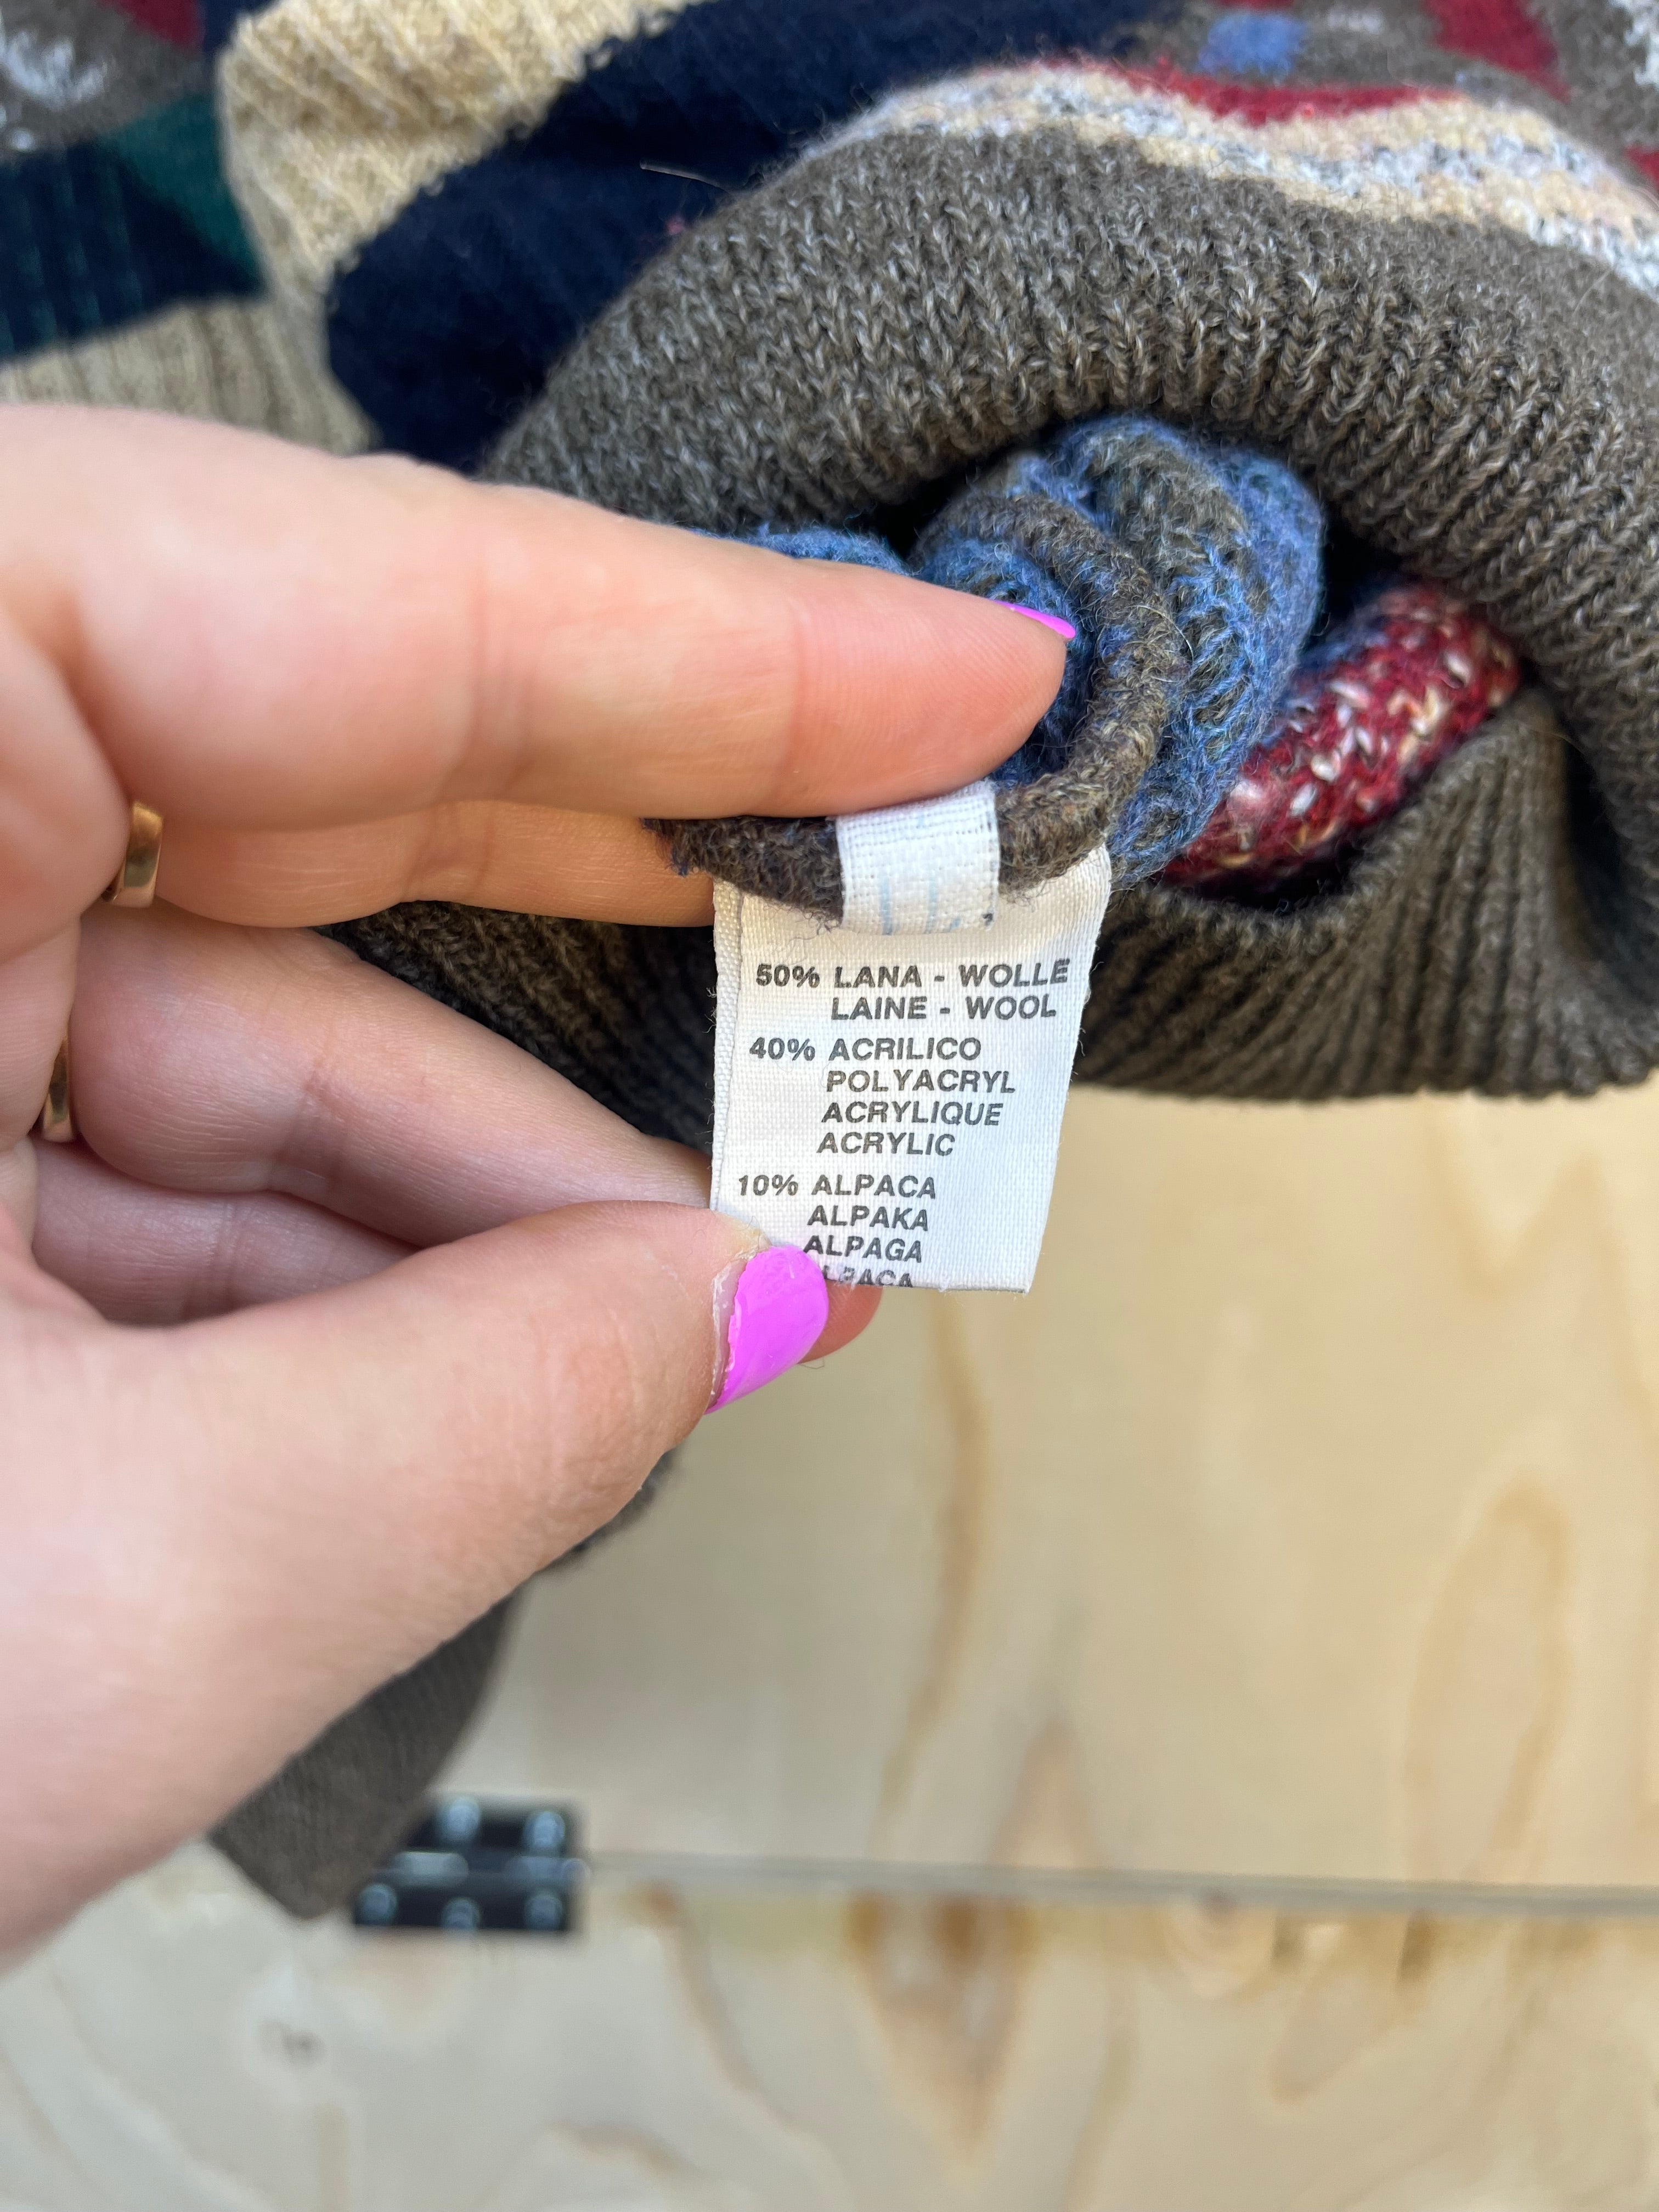 50% LANA - WOLLE
LAINE - WOOL
40% ACRILICO
POLYACRYL
ACRYLIQUE
ACRYLIC
10% ALPACA
ALPAKA
ALPAGA